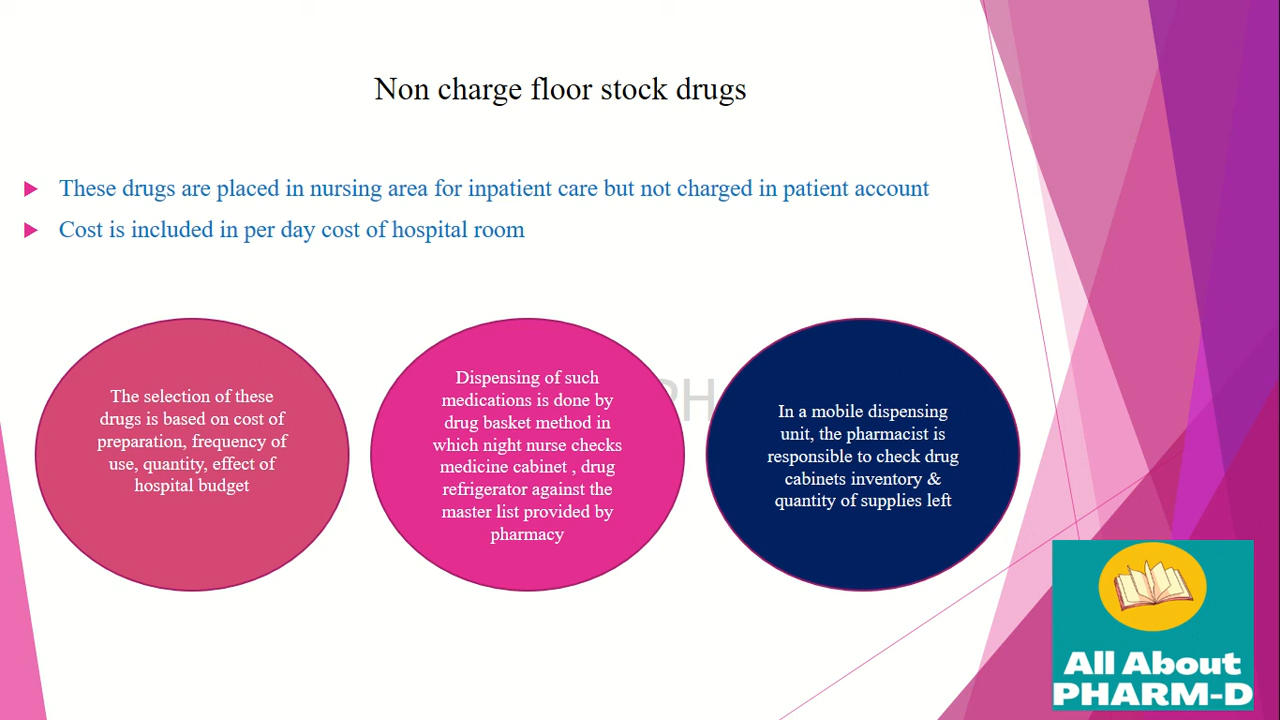 Non charge floor stock drugs
These drugs are placed in nursing area for inpatient care but not charged in patient account
Cost is included in per day cost of hospital room
The selection of these
drugs is based on cost of
preparation, frequency of
use, quantity, effect of
hospital budget
Dispensing of such
medications is done by
drug basket method in
which night nurse checks
medicine cabinet , drug
refrigerator against the
master list provided by
pharmacy
In a mobile dispensing
unit, the pharmacist is
responsible to check drug
cabinets inventory &
quantity of supplies left
All About
PHARM-D